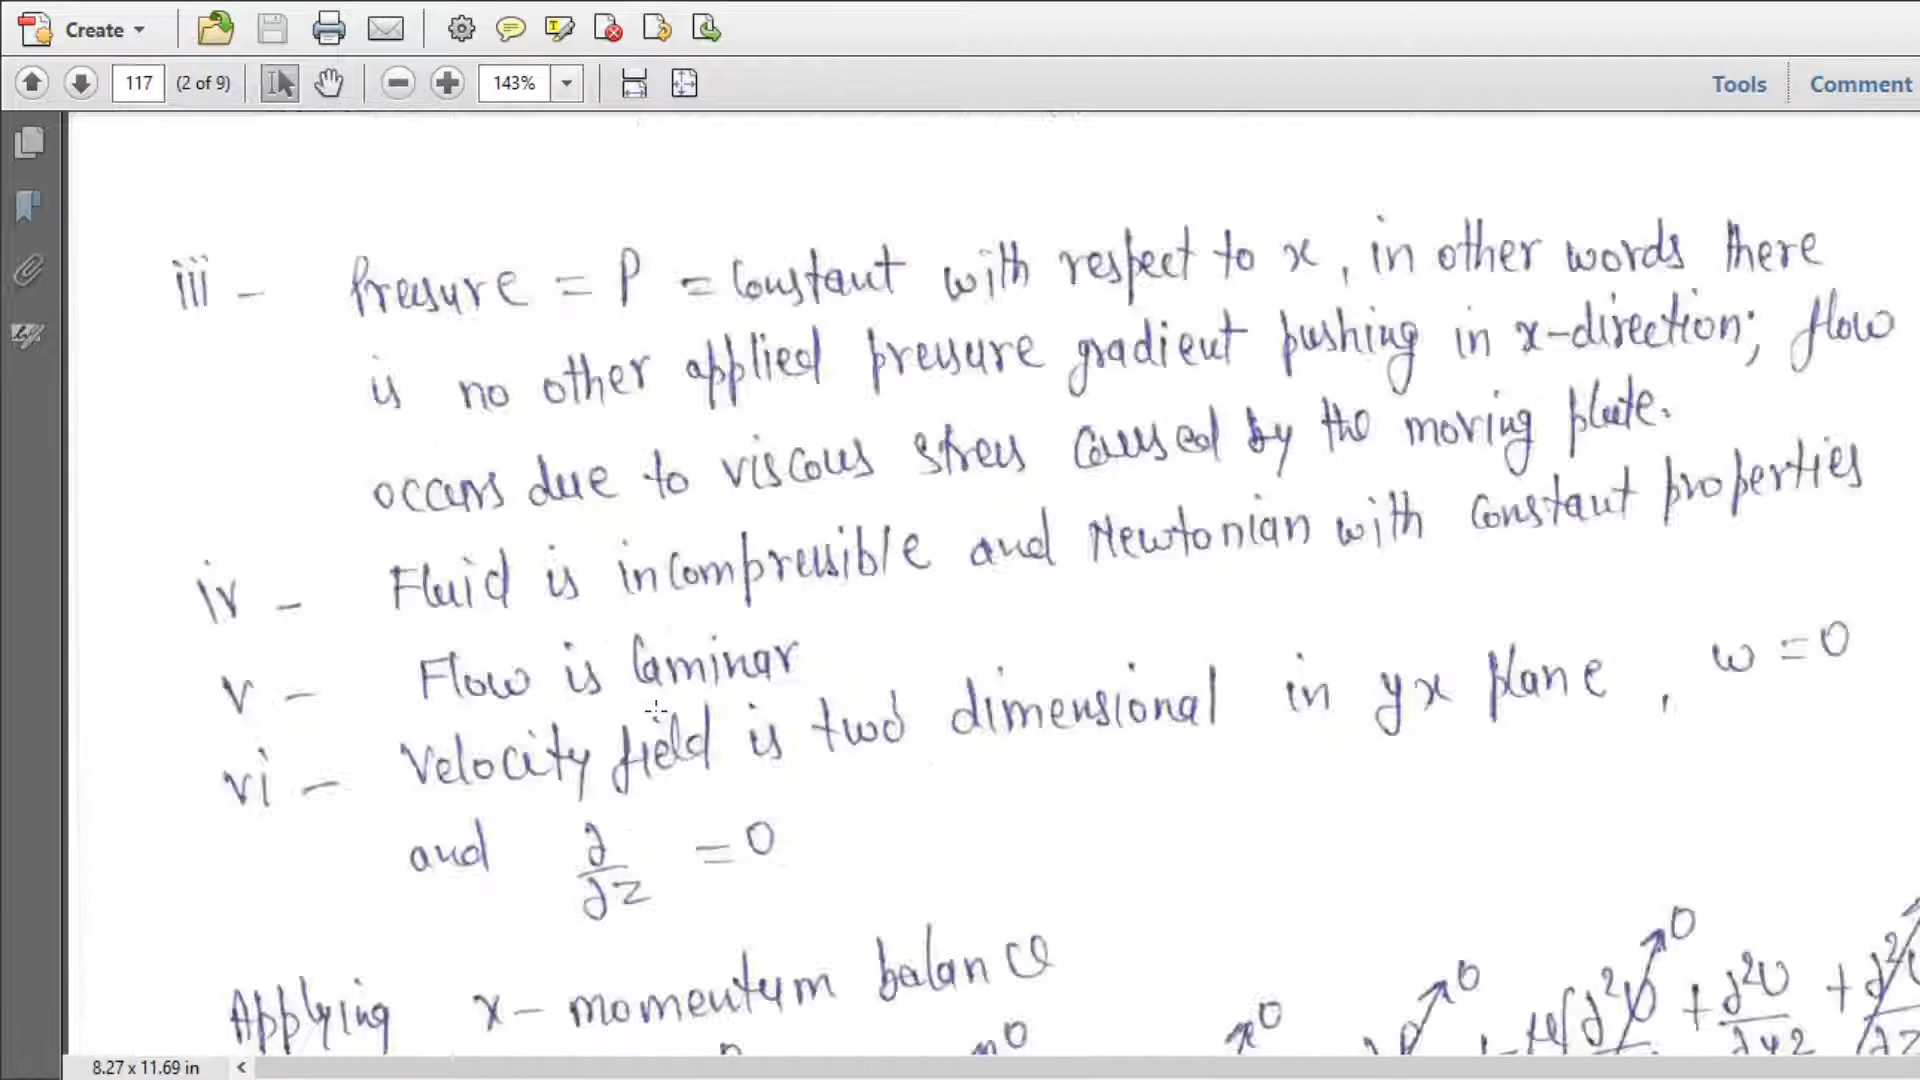 Create
117 (2 of 9) 143% Tools Comment
iii - Pressure = P = Constant with respect to x, in other words there
is no other applied pressure gradient pushing in x-direction; flow
occurs due to viscous stress caused by the moving plate.
iv - Fluid is incompressible and Newtonian with constant properties
v - Flow is laminar
vi - Velocity field is two dimensional in yx plane, w = 0
and ∂/∂z = 0
Applying x-momentum balance
8.27 x 11.69 in